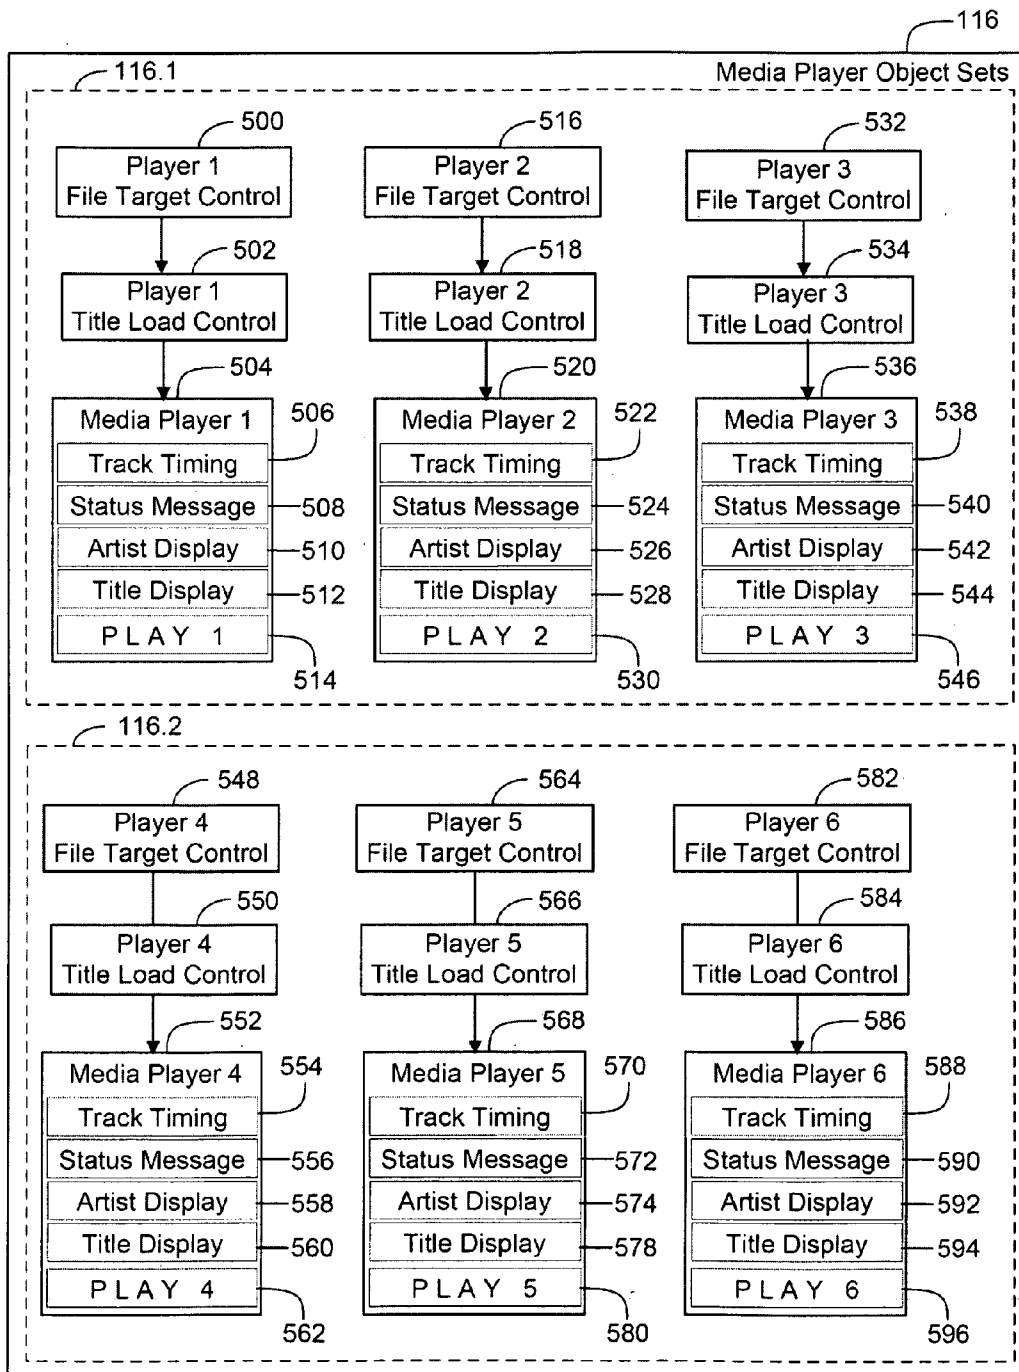 116
116.1
Media Player Object Sets
500
516
532
Player 1
File Target Control
Player 2
File Target Control
Player 3
File Target Control
502
518
534
Player 1
Title Load Control
Player 2
Title Load Control
Player 3
Title Load Control
504
520
536
Media Player 1
506
Track Timing
Status Message
508
Artist Display
510
Title Display
512
P L A Y 1
514
Media Player 2
522
Track Timing
Status Message
524
Artist Display
526
Title Display
528
P L A Y 2
530
Media Player 3
538
Track Timing
Status Message
540
Artist Display
542
Title Display
544
P L A Y 3
546
116.2
548
564
582
Player 4
File Target Control
Player 5
File Target Control
Player 6
File Target Control
550
566
584
Player 4
Title Load Control
Player 5
Title Load Control
Player 6
Title Load Control
552
568
586
Media Player 4
554
Track Timing
Status Message
556
Artist Display
558
Title Display
560
P L A Y 4
562
Media Player 5
570
Track Timing
Status Message
572
Artist Display
574
Title Display
578
P L A Y 5
580
Media Player 6
588
Track Timing
Status Message
590
Artist Display
592
Title Display
594
P L A Y 6
596